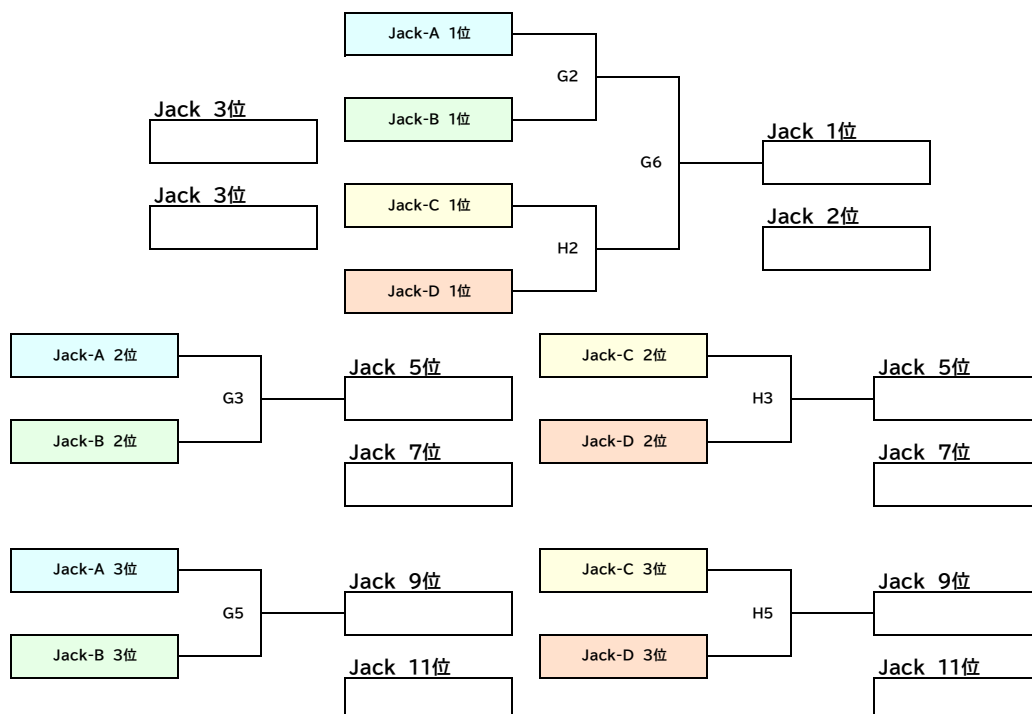 Jack-A 1位
G2
Jack 3位
Jack-B 1位
Jack 1位
G6
Jack 3位
Jack-C 1位
Jack 2位
H2
Jack-D 1位
Jack-A 2位
Jack 5位
G3
Jack-B 2位
Jack 7位
Jack-C 2位
Jack 5位
H3
Jack-D 2位
Jack 7位
Jack-A 3位
Jack 9位
G5
Jack-B 3位
Jack 11位
Jack-C 3位
Jack 9位
H5
Jack-D 3位
Jack 11位